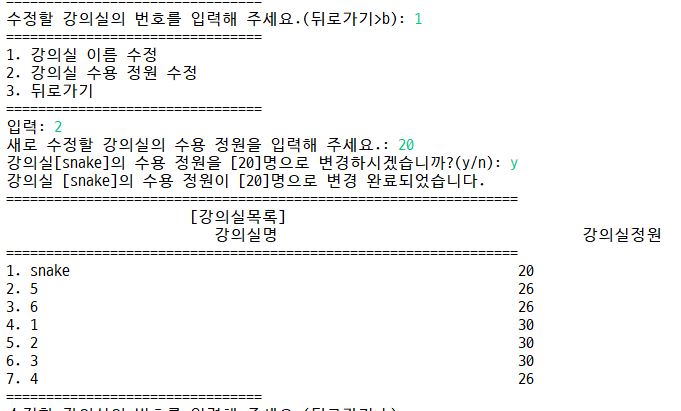 ================================
수정할 강의실의 번호를 입력해 주세요.(뒤로가기>b): 1
================================
1. 강의실 이름 수정
2. 강의실 수용 정원 수정
3. 뒤로가기
================================
입력: 2
새로 수정할 강의실의 수용 정원을 입력해 주세요.: 20
강의실[snake]의 수용 정원을 [20]명으로 변경하시겠습니까?(y/n): y
강의실 [snake]의 수용 정원이 [20]명으로 변경 완료되었습니다.
================================================================
[강의실목록]
강의실명 강의실정원
================================================================
1. snake 20
2. 5 26
3. 6 26
4. 1 30
5. 2 30
6. 3 30
7. 4 26
================================